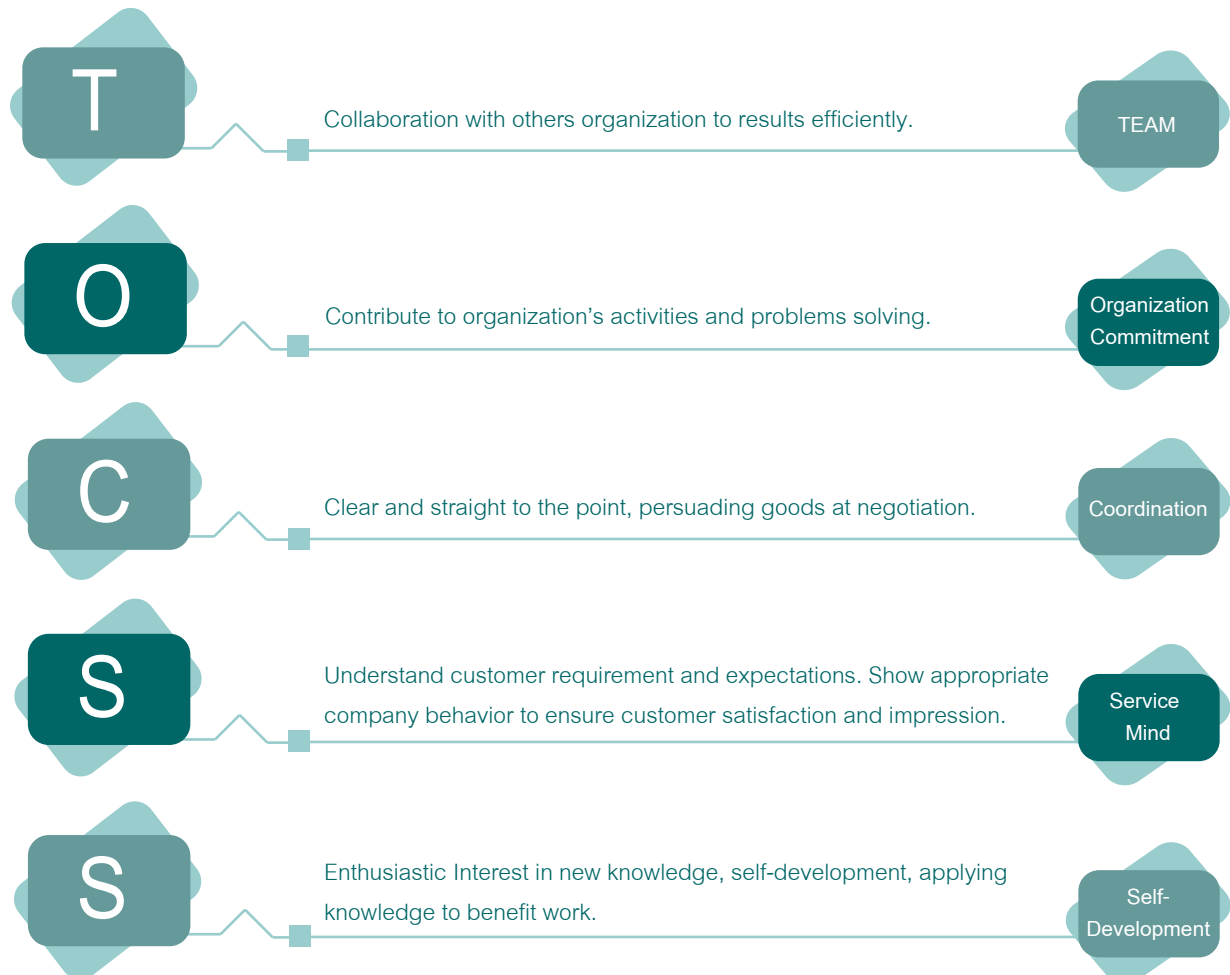 T
Collaboration with others organization to results efficiently.
TEAM
O
Contribute to organization’s activities and problems solving.
Organization
Commitment
C
Clear and straight to the point, persuading goods at negotiation.
Coordination
S
Understand customer requirement and expectations. Show appropriate
company behavior to ensure customer satisfaction and impression.
Service
Mind
S
Enthusiastic Interest in new knowledge, self-development, applying
knowledge to benefit work.
Self-
Development